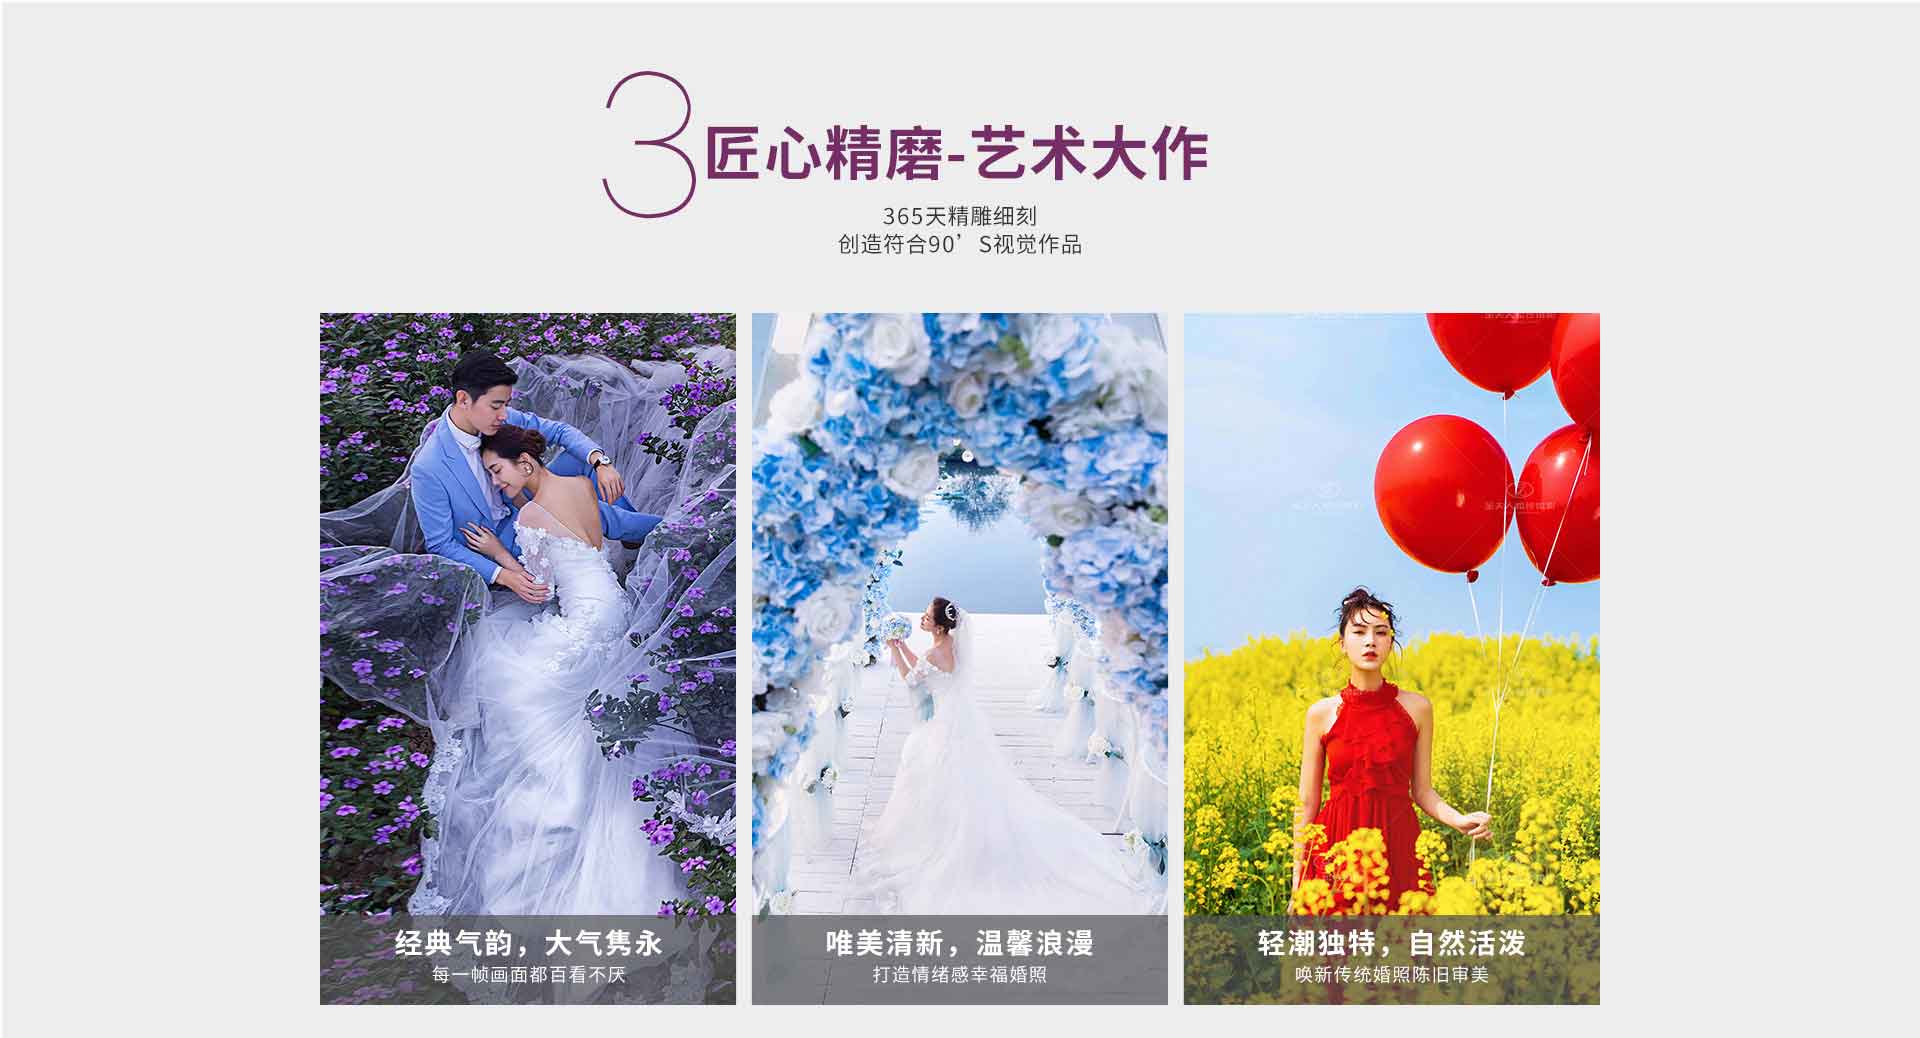 3
匠心精磨-艺术大作
365天精雕细刻
创造符合90’S视觉作品
经典气韵，大气隽永
每一帧画面都百看不厌
唯美清新，温馨浪漫
打造情绪感幸福婚照
轻潮独特，自然活泼
唤新传统婚照陈旧审美